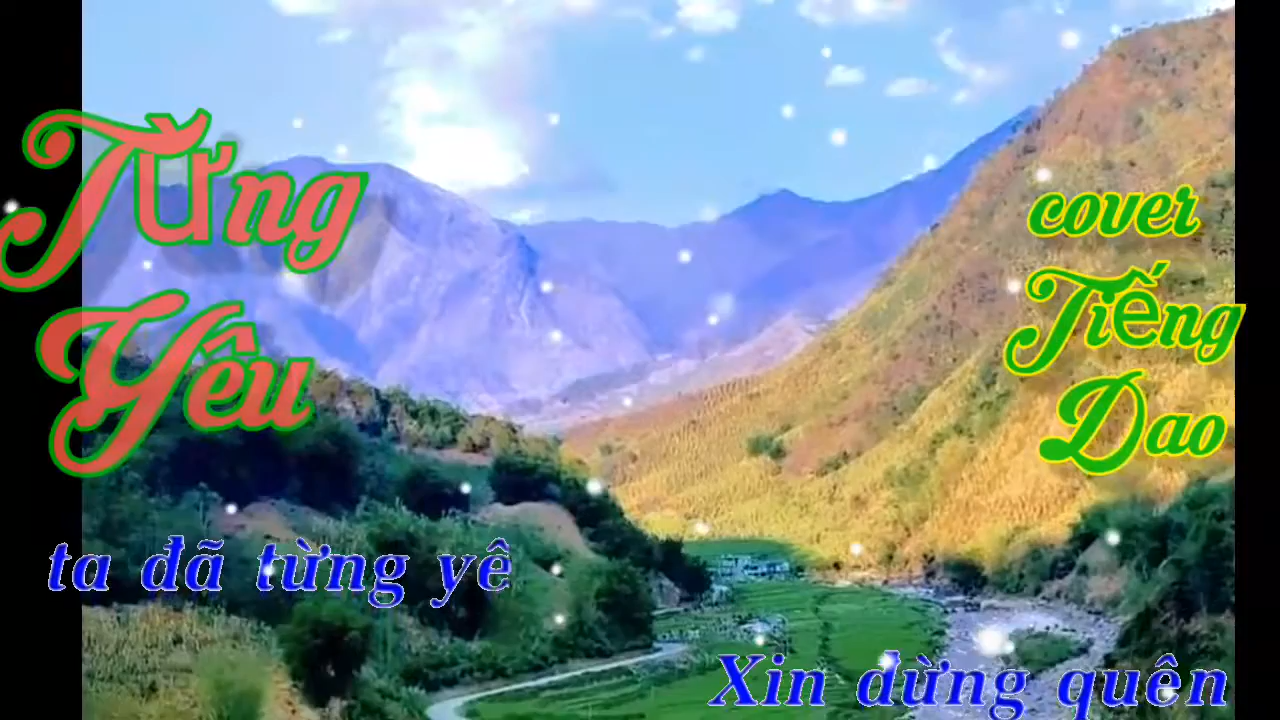 Từng
Yêu
cover
Tiếng
Dao
ta đã từng yê
Xin đừng quên